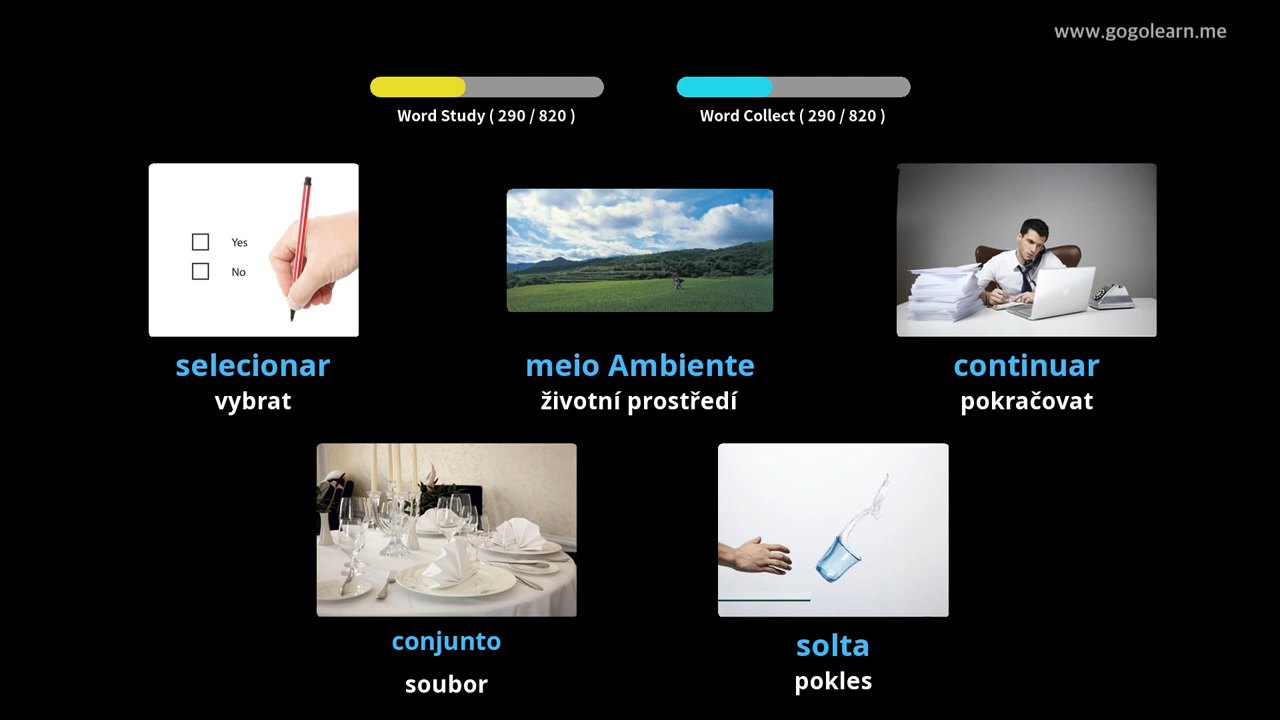 www.gogolearn.me
Word Study ( 290 / 820 )
Word Collect ( 290 / 820 )
Yes
No
selecionar
vybrat
meio Ambiente
životní prostředí
continuar
pokračovat
conjunto
soubor
solta
pokles